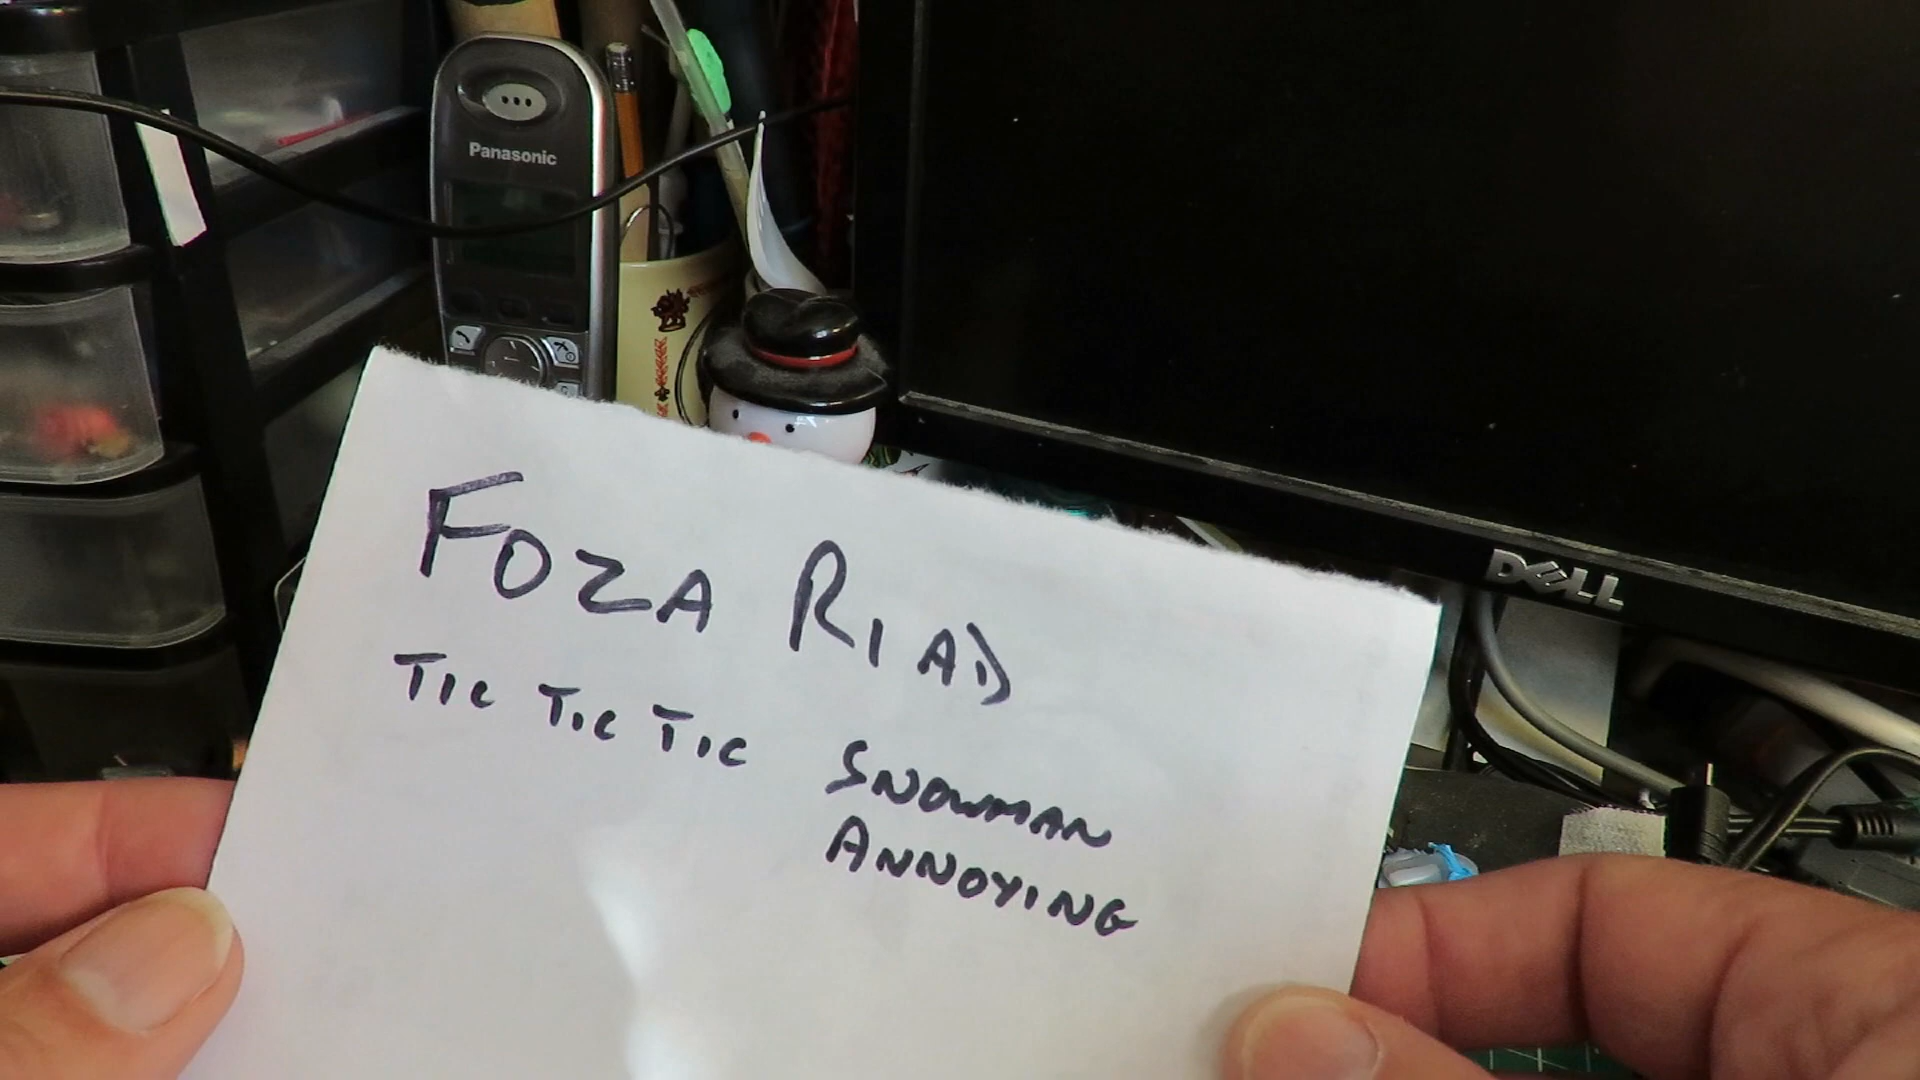 Panasonic
DELL
FOZA RIAD
TIC TIC TIC SNOWMAN
ANNOYING